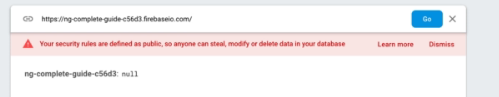 https://ng-complete-guide-c56d3.firebaseio.com/
Go
Your security rules are defined as public, so anyone can steal, modify or delete data in your database
Learn more
Dismiss
ng-complete-guide-c56d3: null